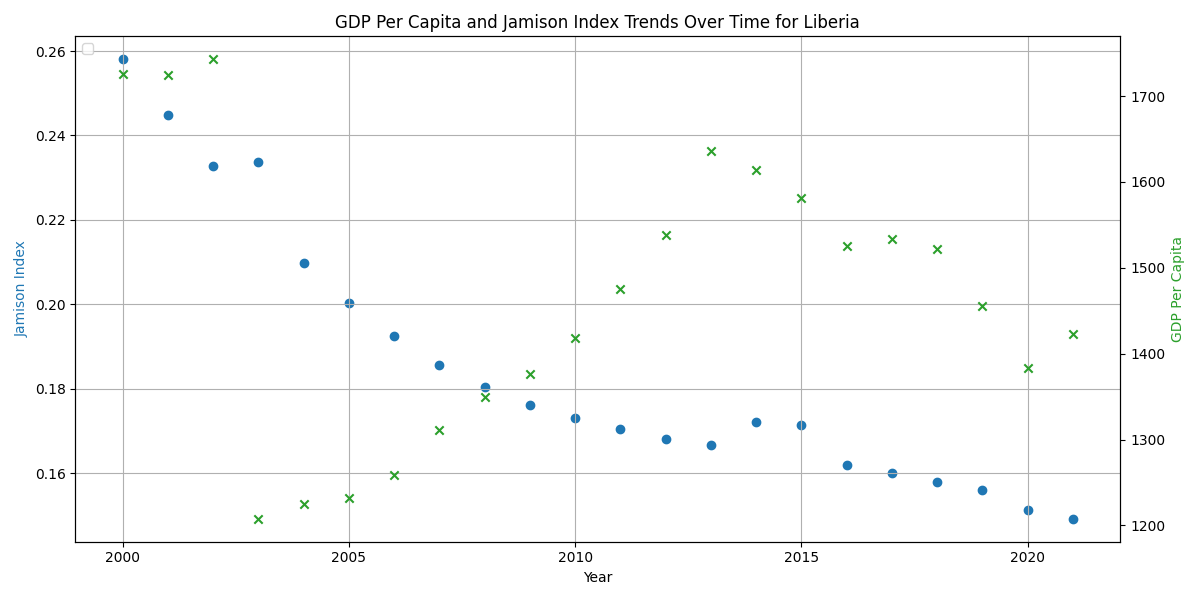 GDP Per Capita and Jamison Index Trends Over Time for Liberia
0.26
0.24
0.22
0.20
0.18
0.16
Jamison Index
1700
1600
1500
1400
1300
1200
GDP Per Capita
2000 2005 2010 2015 2020
Year